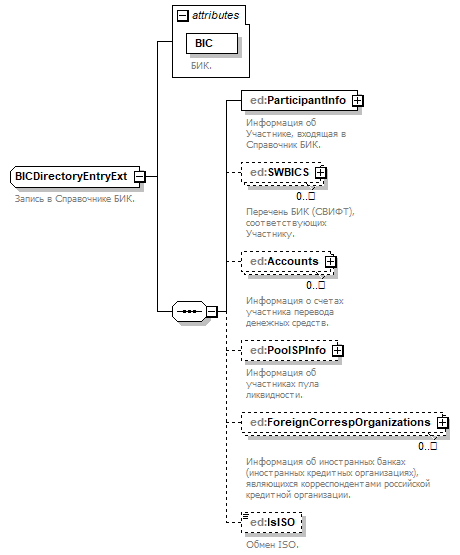 attributes
BIC
БИК.
ed:ParticipantInfo
Информация об
Участнике, входящая в
Справочник БИК.
BICDirectoryEntryExt
Запись в Справочнике БИК.
ed:SWBICS
0..□
Перечень БИК (СВИФТ),
соответствующих
Участнику.
ed:Accounts
0..□
Информация о счетах
участника перевода
денежных средств.
ed:PoolSPInfo
Информация об
участниках пула
ликвидности.
ed:ForeignCorrespOrganizations
0..□
Информация об иностранных банках
(иностранных кредитных организациях),
являющихся корреспондентами российской
кредитной организации.
ed:IsISO
Обмен ISO.